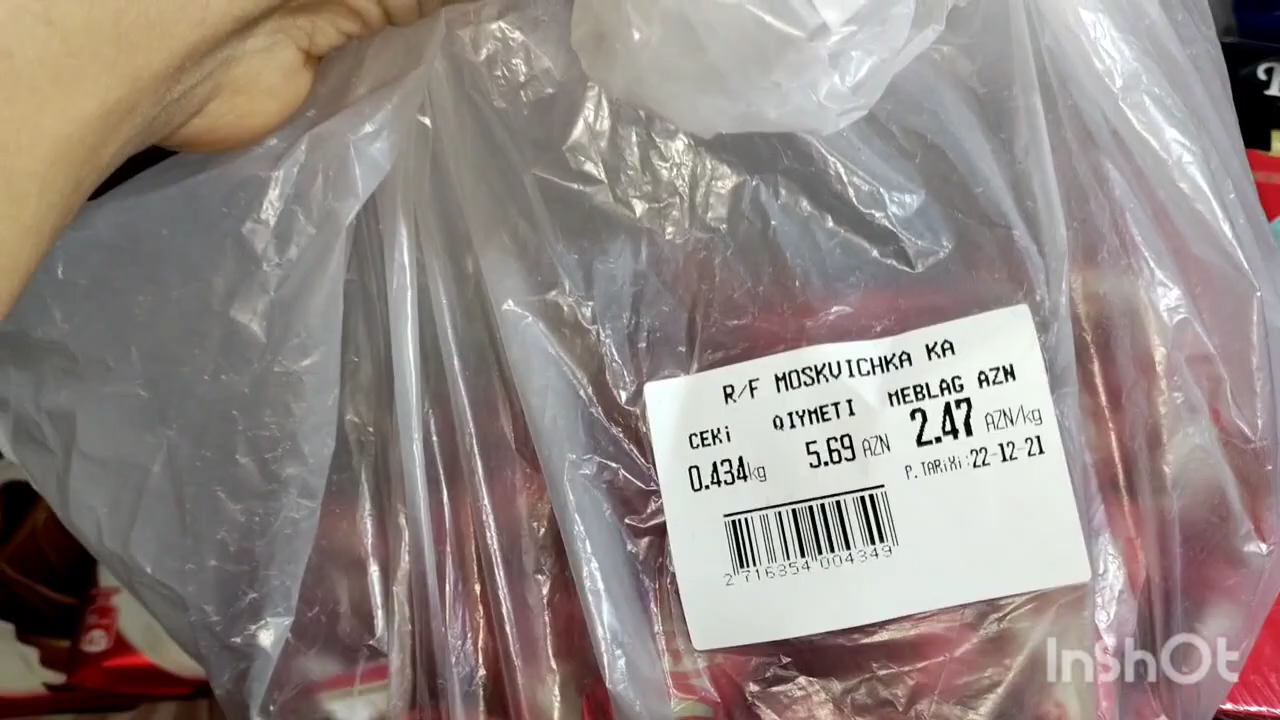 R/F MOSKVICHKA KA
CEKi QIYMETI MEBLAG AZN
0.434kg 5.69 AZN 2.47 AZN/kg
P.TARiXi:22-12-21
2 716854 004349
InShOt